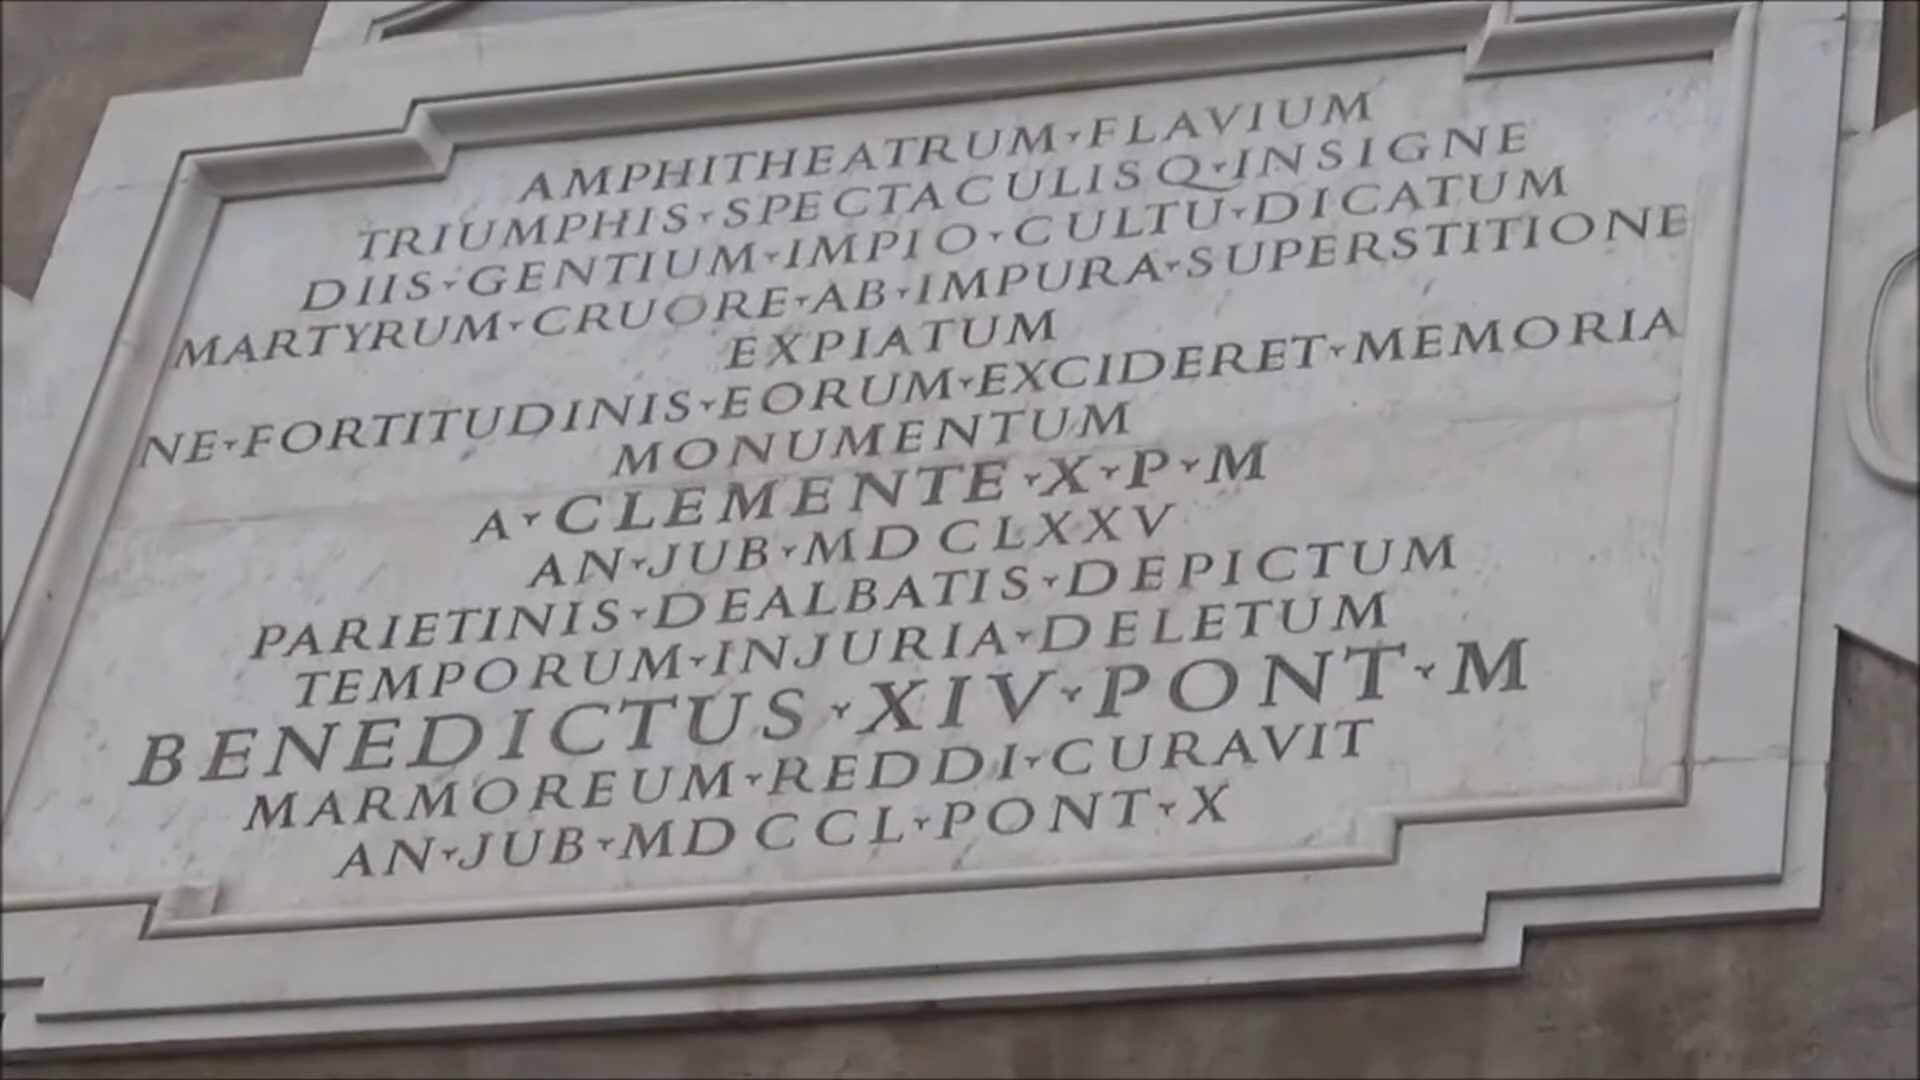 AMPHITHEATRUM·FLAVIUM
TRIUMPHIS·SPECTACULISQ·INSIGNE
DIIS·GENTIUM·IMPIO·CULTU·DICATUM
MARTYRUM·CRUORE·AB·IMPURA·SUPERSTITIONE
EXPIATUM
NE·FORTITUDINIS·EORUM·EXCIDERET·MEMORIA
MONUMENTUM
A·CLEMENTE·X·P·M
AN·JUB·MDCLXXV
PARIETINIS·DEALBATIS·DEPICTUM
TEMPORUM·INJURIA·DELETUM
BENEDICTUS·XIV·PONT·M
MARMOREUM·REDDI·CURAVIT
AN·JUB·MDCCL·PONT·X